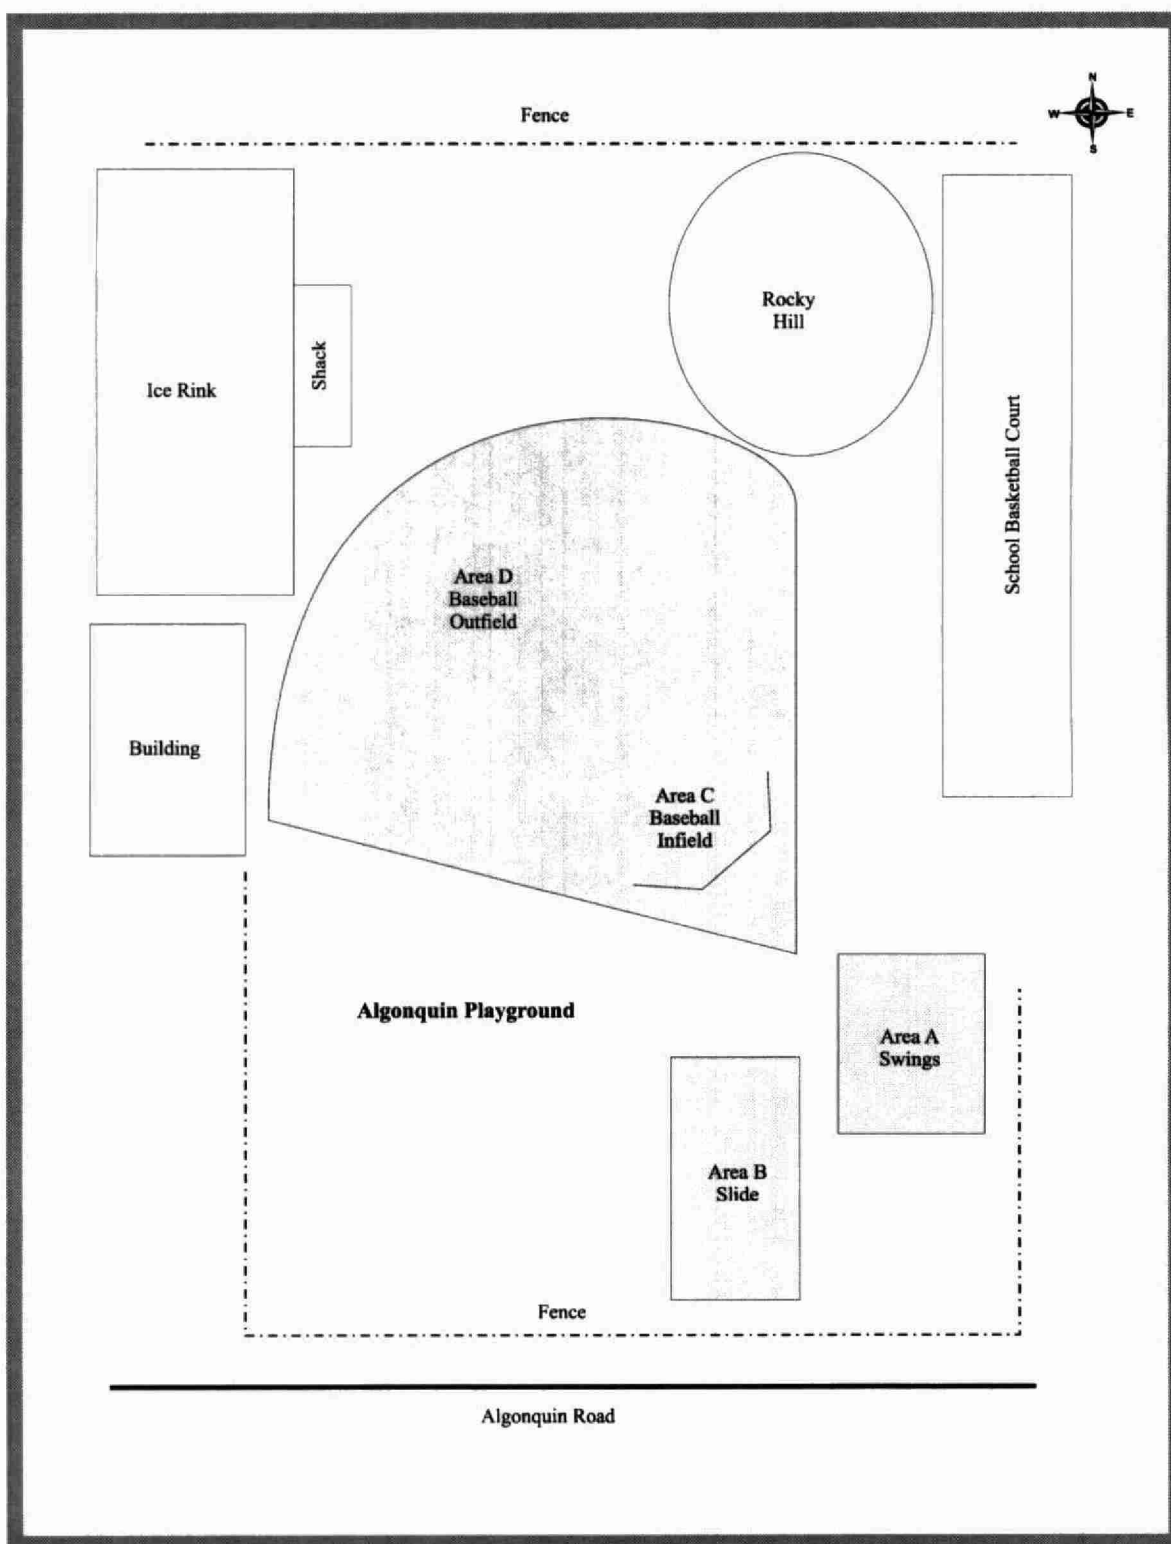 Fence
N
W E
S
Rocky
Hill
Ice Rink
Shack
School Basketball Court
Area D
Baseball
Outfield
Building
Area C
Baseball
Infield
Algonquin Playground
Area A
Swings
Area B
Slide
Fence
Algonquin Road